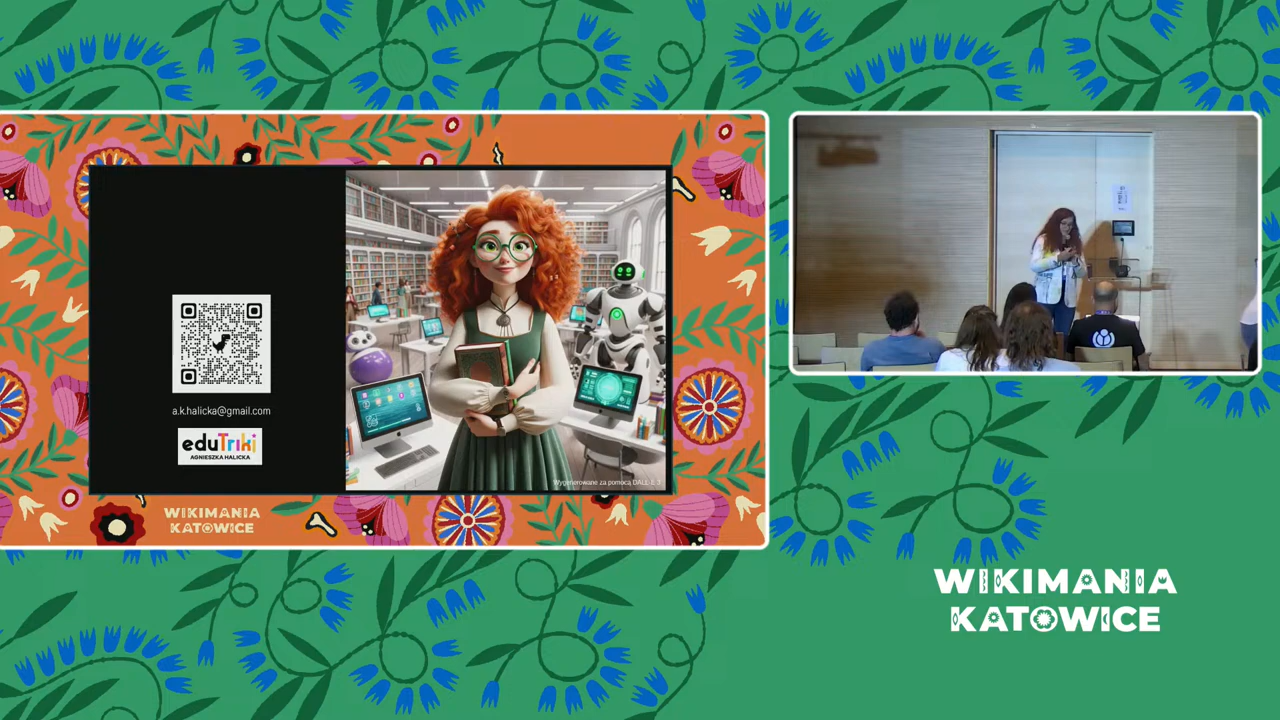 a.k.halicka@gmail.com
eduTriki
AGNIESZKA HALICKA
Wygenerowane za pomocą DALL-E 3
WIKIMANIA
KATOWICE
WIKIMANIA
KATOWICE